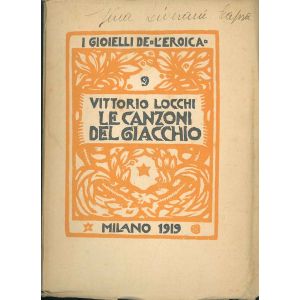 I GIOIELLI DE "L'EROICA"
9
VITTORIO LOCCHI
LE CANZONI
DEL GIACCHIO
MILANO 1919